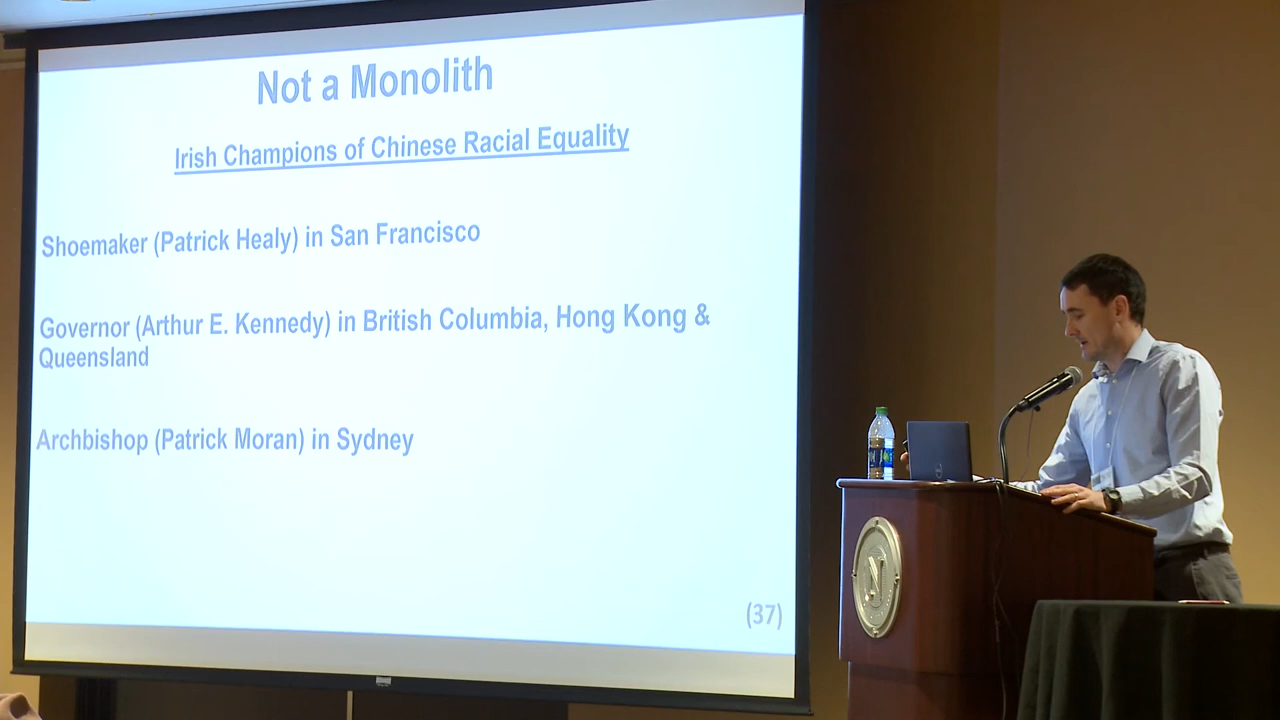 Not a Monolith
Irish Champions of Chinese Racial Equality
Shoemaker (Patrick Healy) in San Francisco
Governor (Arthur E. Kennedy) in British Columbia, Hong Kong &
Queensland
Archbishop (Patrick Moran) in Sydney
(37)
N